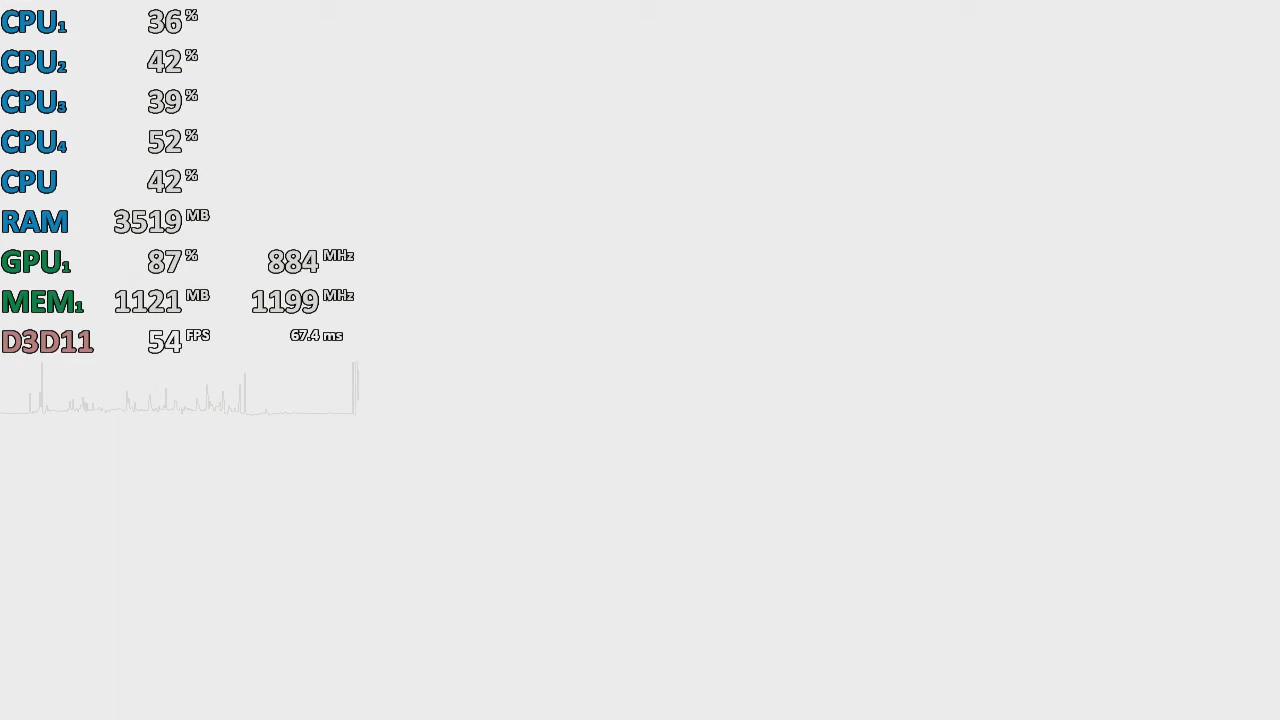 CPU1 36 %
CPU2 42 %
CPU3 39 %
CPU4 52 %
CPU 42 %
RAM 3519 MB
GPU1 87 % 884 MHz
MEM1 1121 MB 1199 MHz
D3D11 54 FPS 67.4 ms